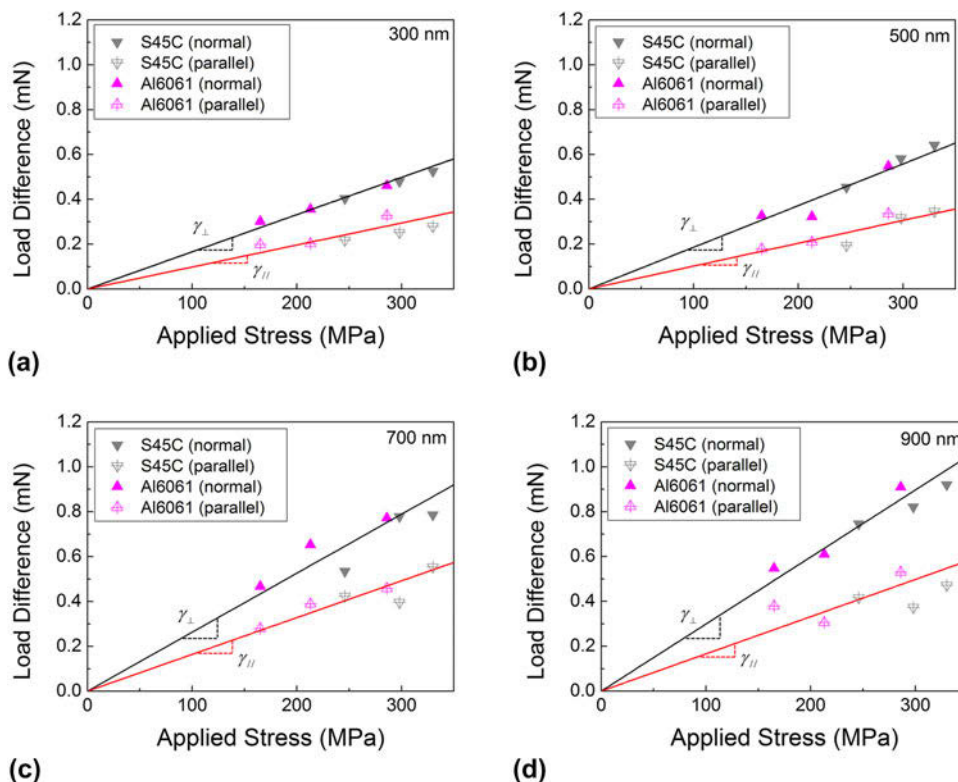 1.2
1.0
0.8
0.6
0.4
0.2
0.0
Load Difference (mN)
S45C (normal)
S45C (parallel)
Al6061 (normal)
Al6061 (parallel)
300 nm
γ⊥
γ//
0 100 200 300
Applied Stress (MPa)
(a)
1.2
1.0
0.8
0.6
0.4
0.2
0.0
Load Difference (mN)
S45C (normal)
S45C (parallel)
Al6061 (normal)
Al6061 (parallel)
500 nm
γ⊥
γ//
0 100 200 300
Applied Stress (MPa)
(b)
1.2
1.0
0.8
0.6
0.4
0.2
0.0
Load Difference (mN)
S45C (normal)
S45C (parallel)
Al6061 (normal)
Al6061 (parallel)
700 nm
γ⊥
γ//
0 100 200 300
Applied Stress (MPa)
(c)
1.2
1.0
0.8
0.6
0.4
0.2
0.0
Load Difference (mN)
S45C (normal)
S45C (parallel)
Al6061 (normal)
Al6061 (parallel)
900 nm
γ⊥
γ//
0 100 200 300
Applied Stress (MPa)
(d)